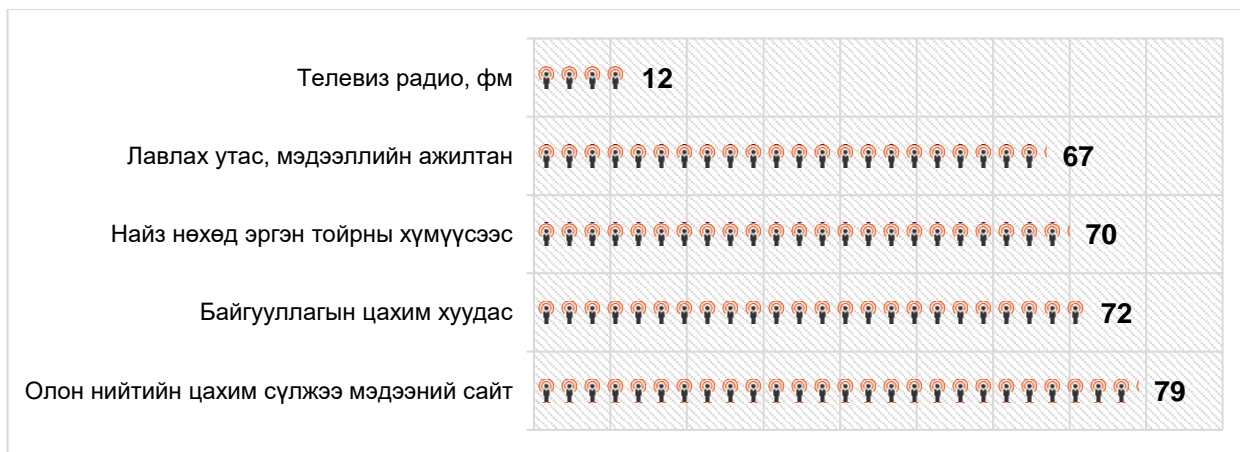 Телевиз радио, фм 12
Лавлах утас, мэдээллийн ажилтан 67
Найз нөхөд эргэн тойрны хүмүүсээс 70
Байгууллагын цахим хуудас 72
Олон нийтийн цахим сүлжээ мэдээний сайт 79